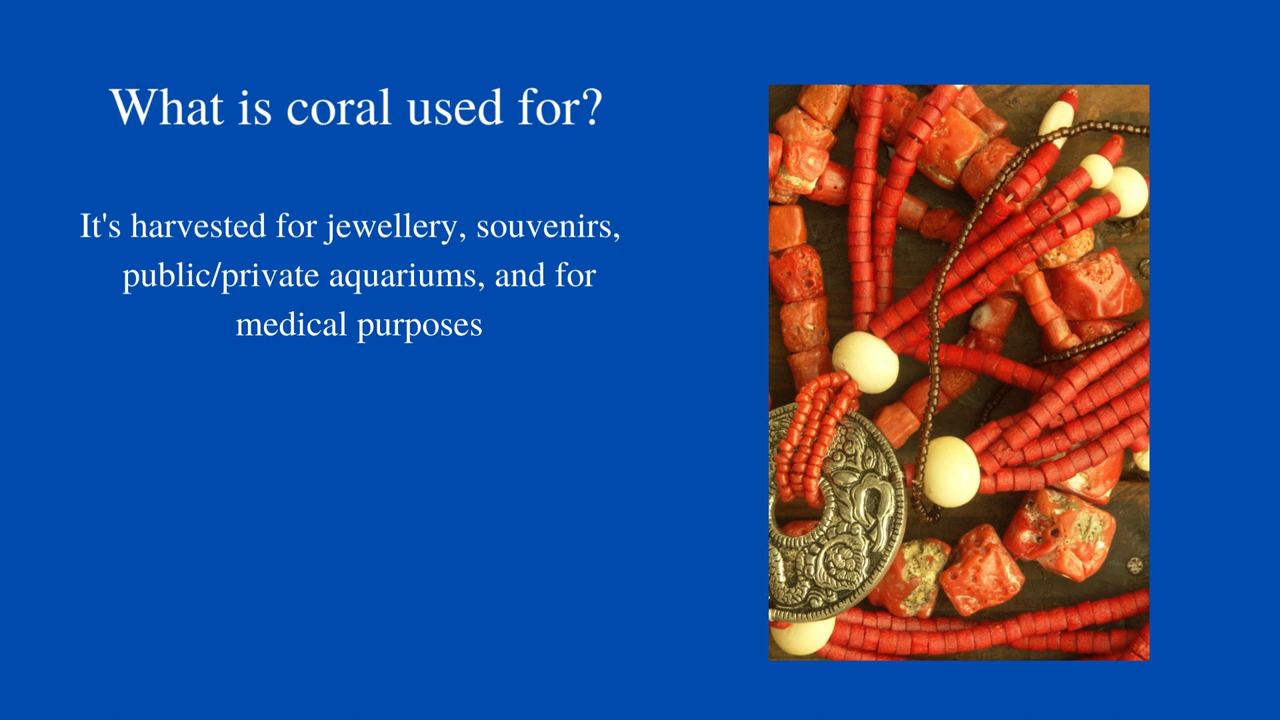 What is coral used for?
It's harvested for jewellery, souvenirs,
public/private aquariums, and for
medical purposes